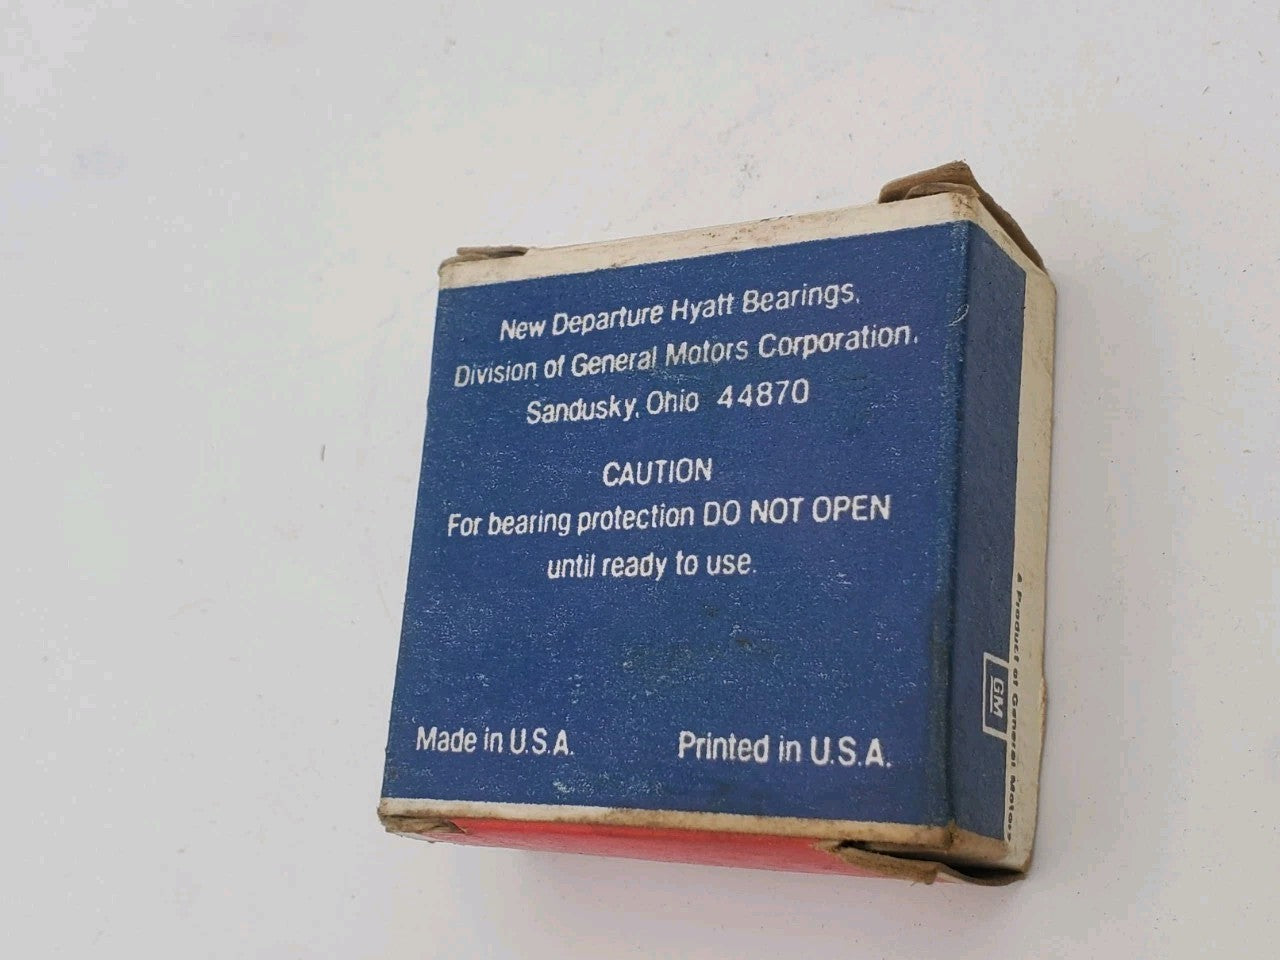 New Departure Hyatt Bearings,
Division of General Motors Corporation,
Sandusky, Ohio 44870
CAUTION
For bearing protection DO NOT OPEN
until ready to use.
Made in U.S.A.
Printed in U.S.A.
GM
A Product of General Motors